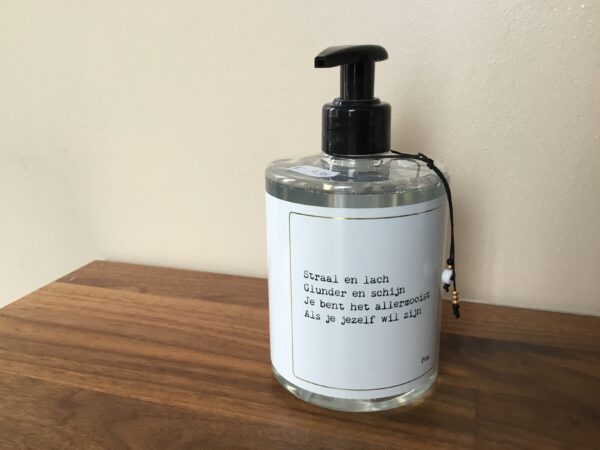 Straal en lach
Glunder en schijn
Je bent het allermooist
Als je jezelf wil zijn